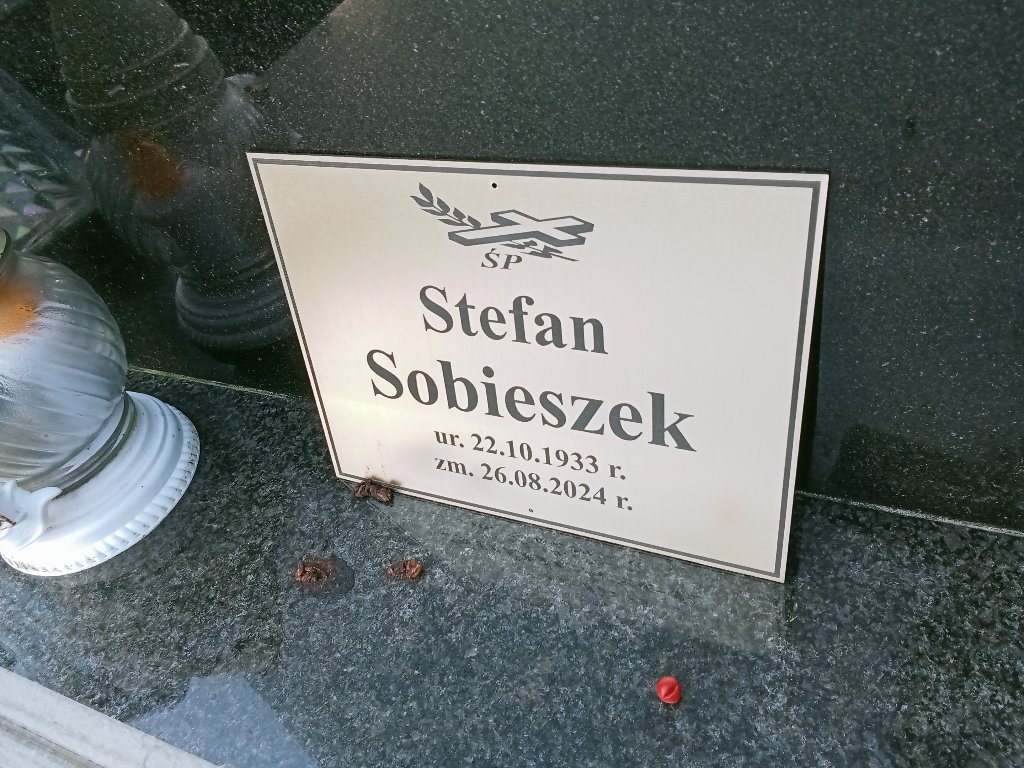 ŚP
Stefan
Sobieszek
ur. 22.10.1933 r.
zm. 26.08.2024 r.